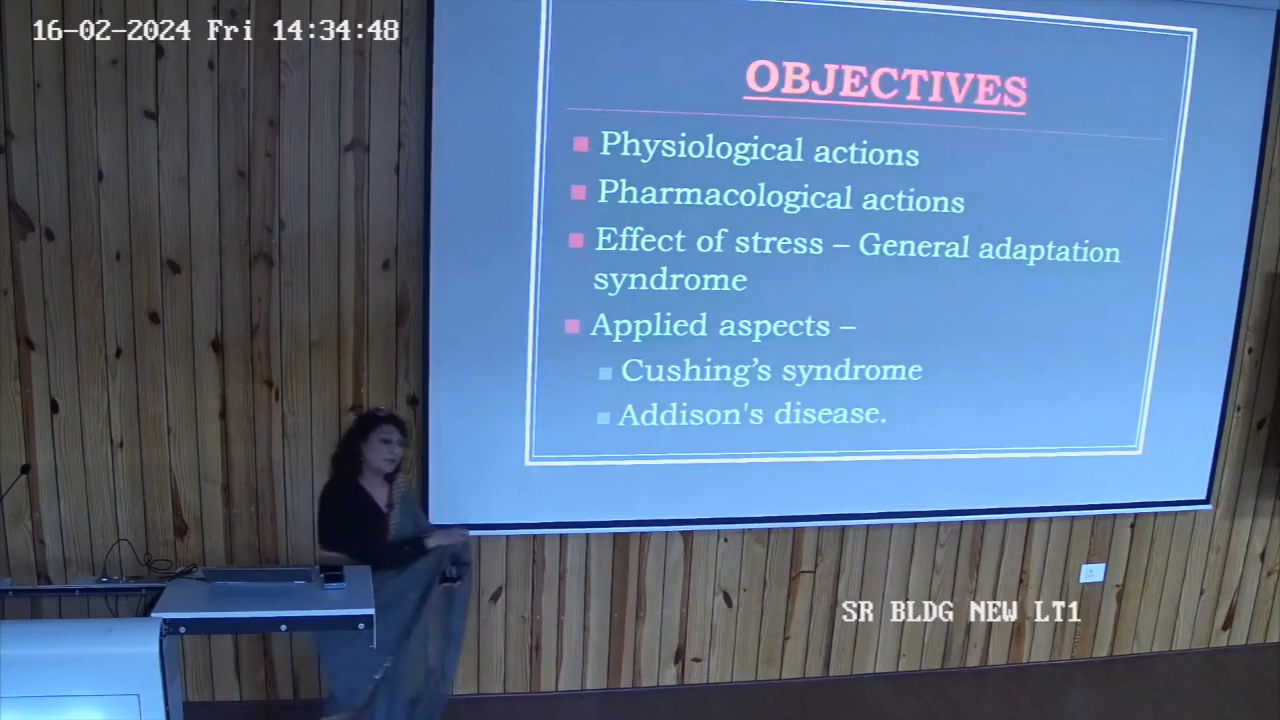 16-02-2024 Fri 14:34:48
OBJECTIVES
Physiological actions
Pharmacological actions
Effect of stress – General adaptation
syndrome
Applied aspects –
Cushing’s syndrome
Addison's disease.
SR BLDG NEW LT1